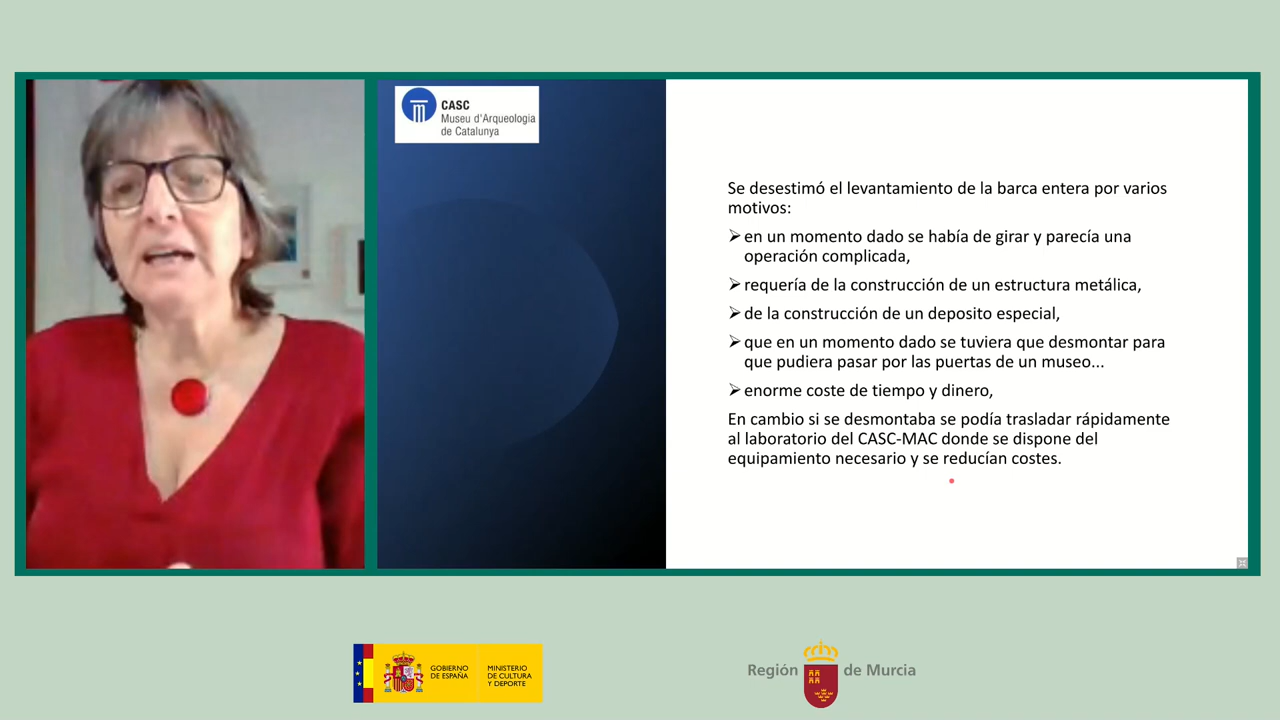 CASC
Museu d'Arqueologia
de Catalunya
Se desestimó el levantamiento de la barca entera por varios
motivos:
en un momento dado se había de girar y parecía una
operación complicada,
requería de la construcción de un estructura metálica,
de la construcción de un deposito especial,
que en un momento dado se tuviera que desmontar para
que pudiera pasar por las puertas de un museo...
enorme coste de tiempo y dinero,
En cambio si se desmontaba se podía trasladar rápidamente
al laboratorio del CASC-MAC donde se dispone del
equipamiento necesario y se reducían costes.
GOBIERNO
DE ESPAÑA
MINISTERIO
DE CULTURA
Y DEPORTE
Región de Murcia